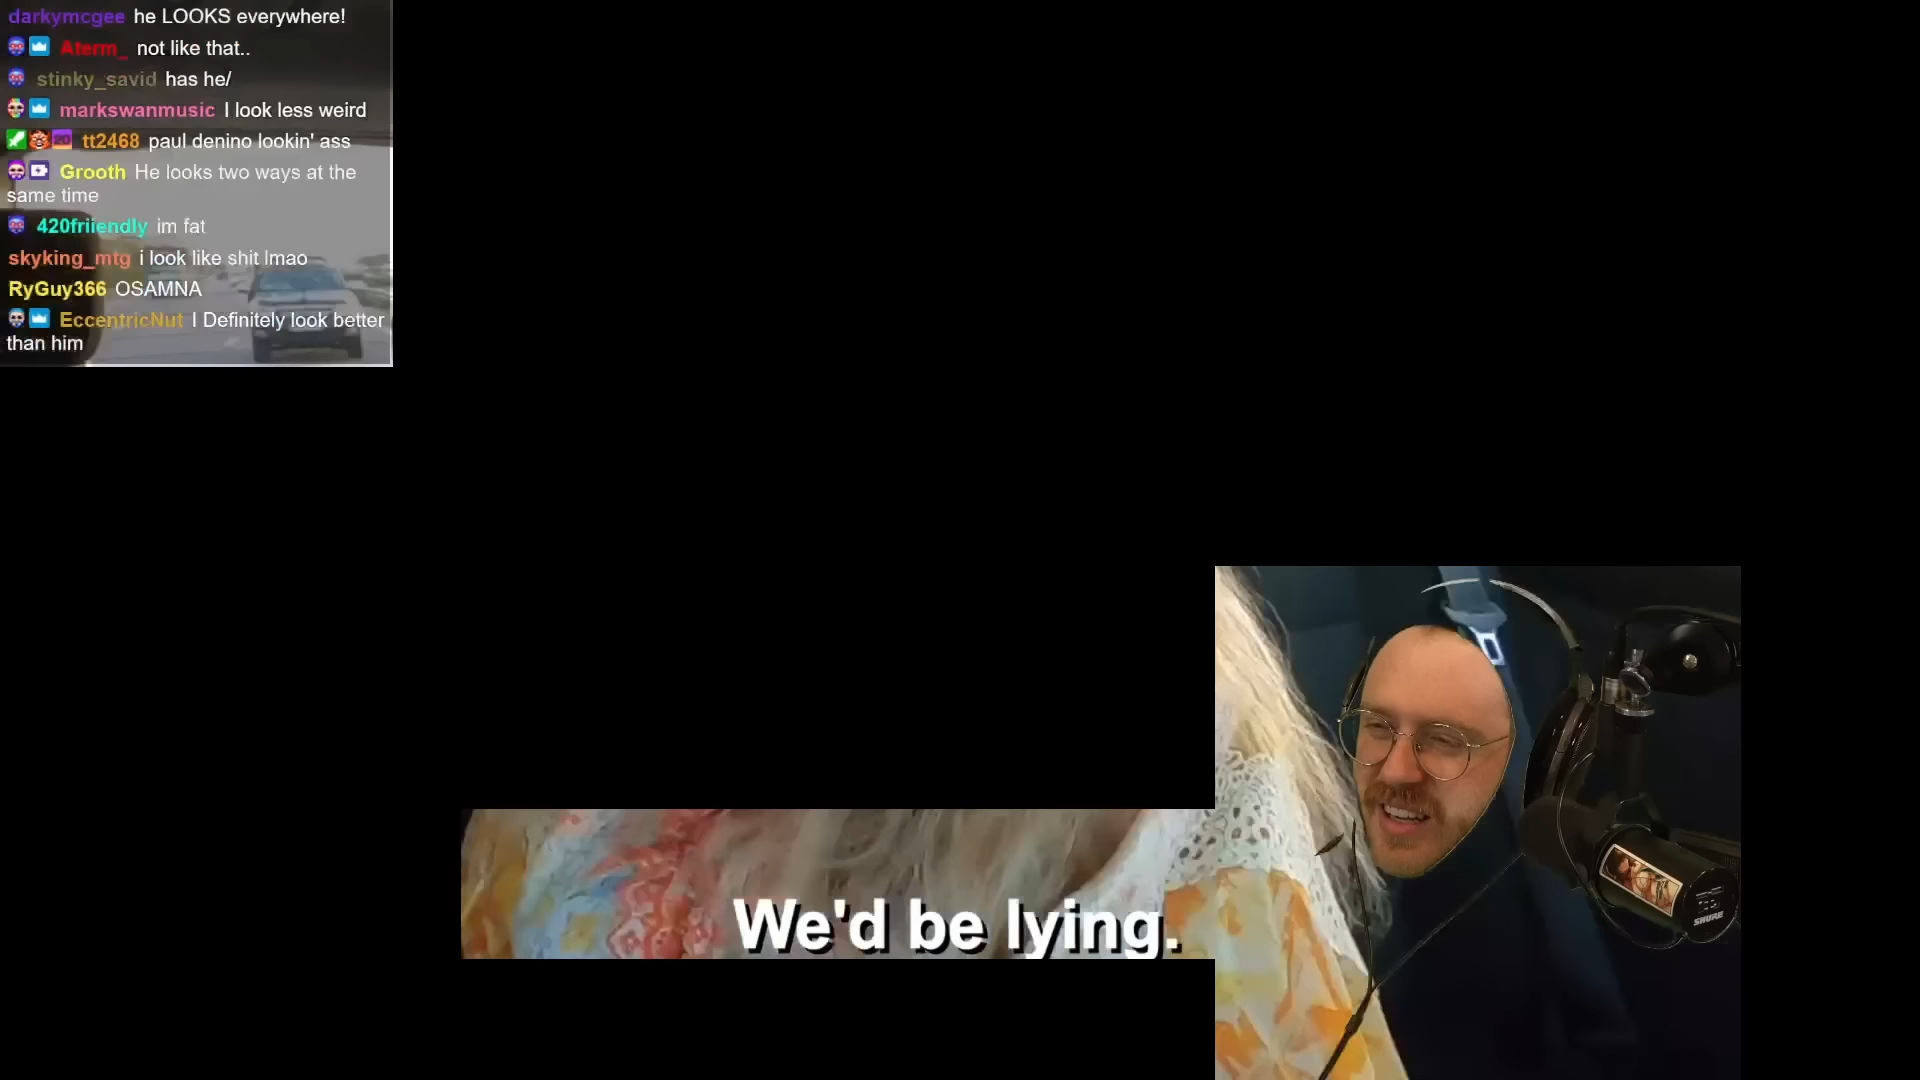 darkymcgee he LOOKS everywhere!
Aterm_ not like that..
stinky_savid has he/
markswanmusic I look less weird
tt2468 paul denino lookin' ass
Grooth He looks two ways at the
same time
420friiendly im fat
skyking_mtg i look like shit lmao
RyGuy366 OSAMNA
EccentricNut I Definitely look better
than him
We'd be lying.
SHURE